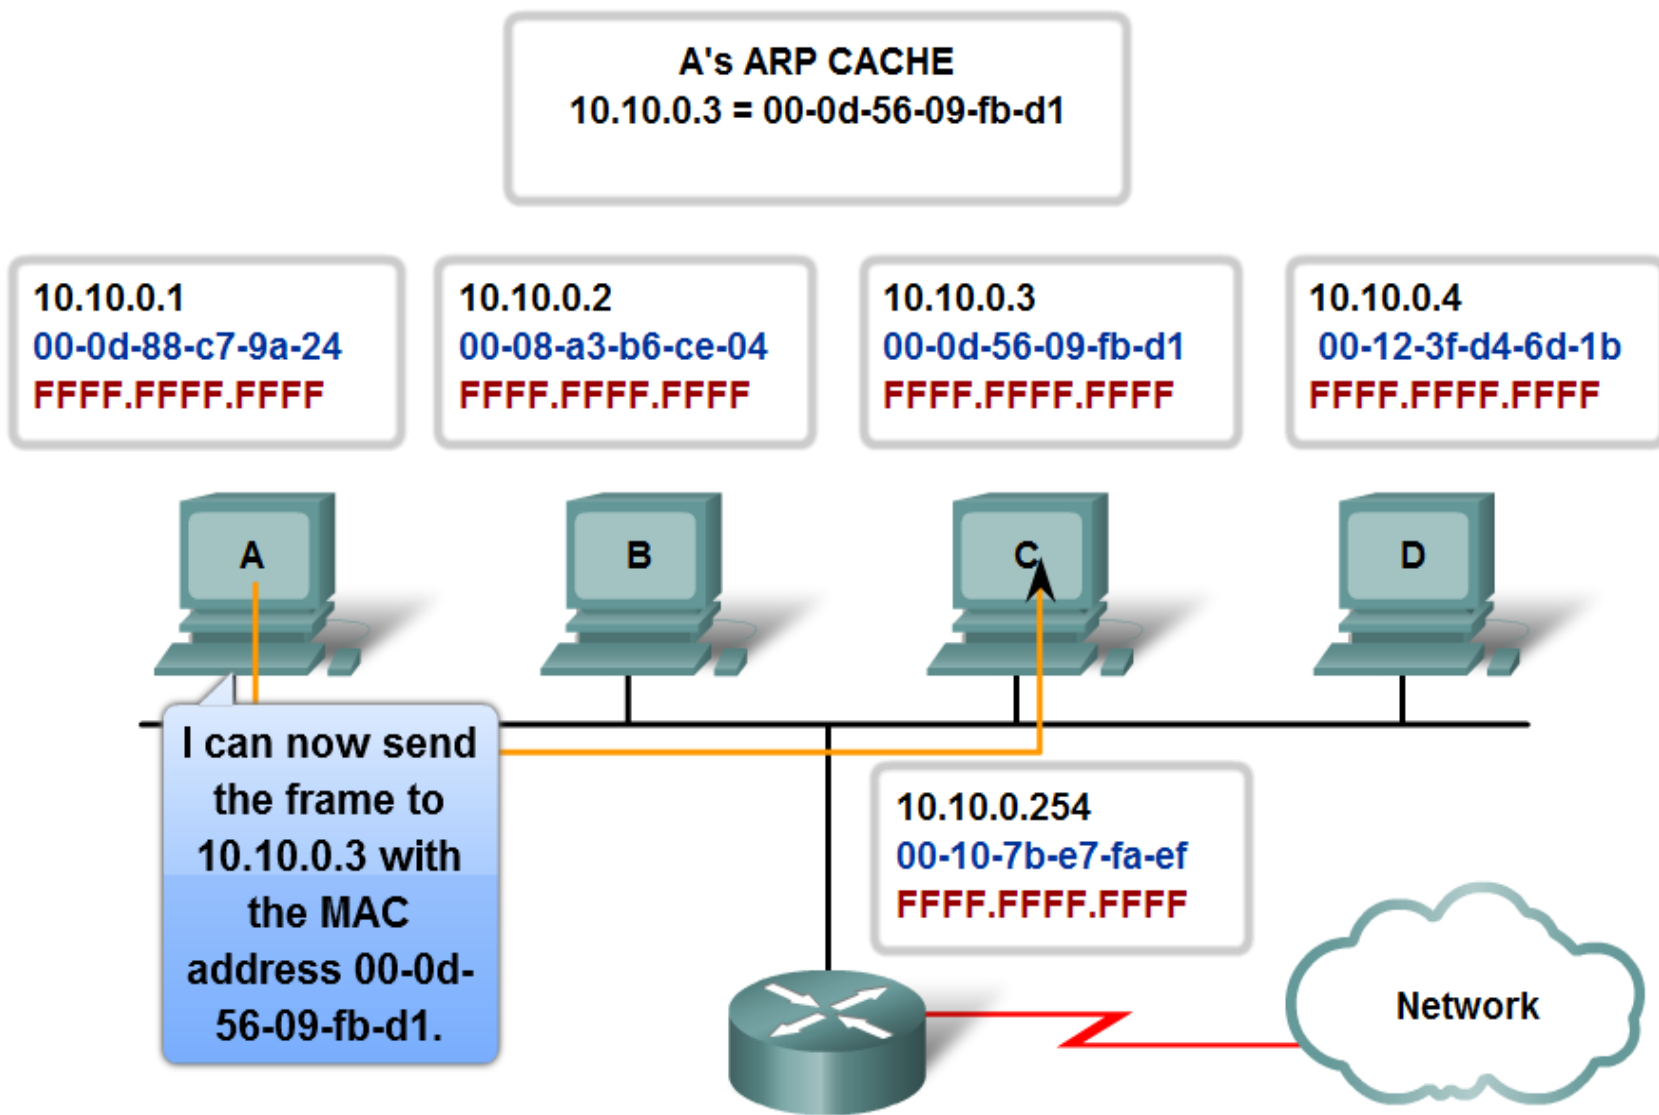 A's ARP CACHE
10.10.0.3 = 00-0d-56-09-fb-d1
10.10.0.1
00-0d-88-c7-9a-24
FFFF.FFFF.FFFF
10.10.0.2
00-08-a3-b6-ce-04
FFFF.FFFF.FFFF
10.10.0.3
00-0d-56-09-fb-d1
FFFF.FFFF.FFFF
10.10.0.4
00-12-3f-d4-6d-1b
FFFF.FFFF.FFFF
A
B
C
D
I can now send
the frame to
10.10.0.3 with
the MAC
address 00-0d-
56-09-fb-d1.
10.10.0.254
00-10-7b-e7-fa-ef
FFFF.FFFF.FFFF
Network